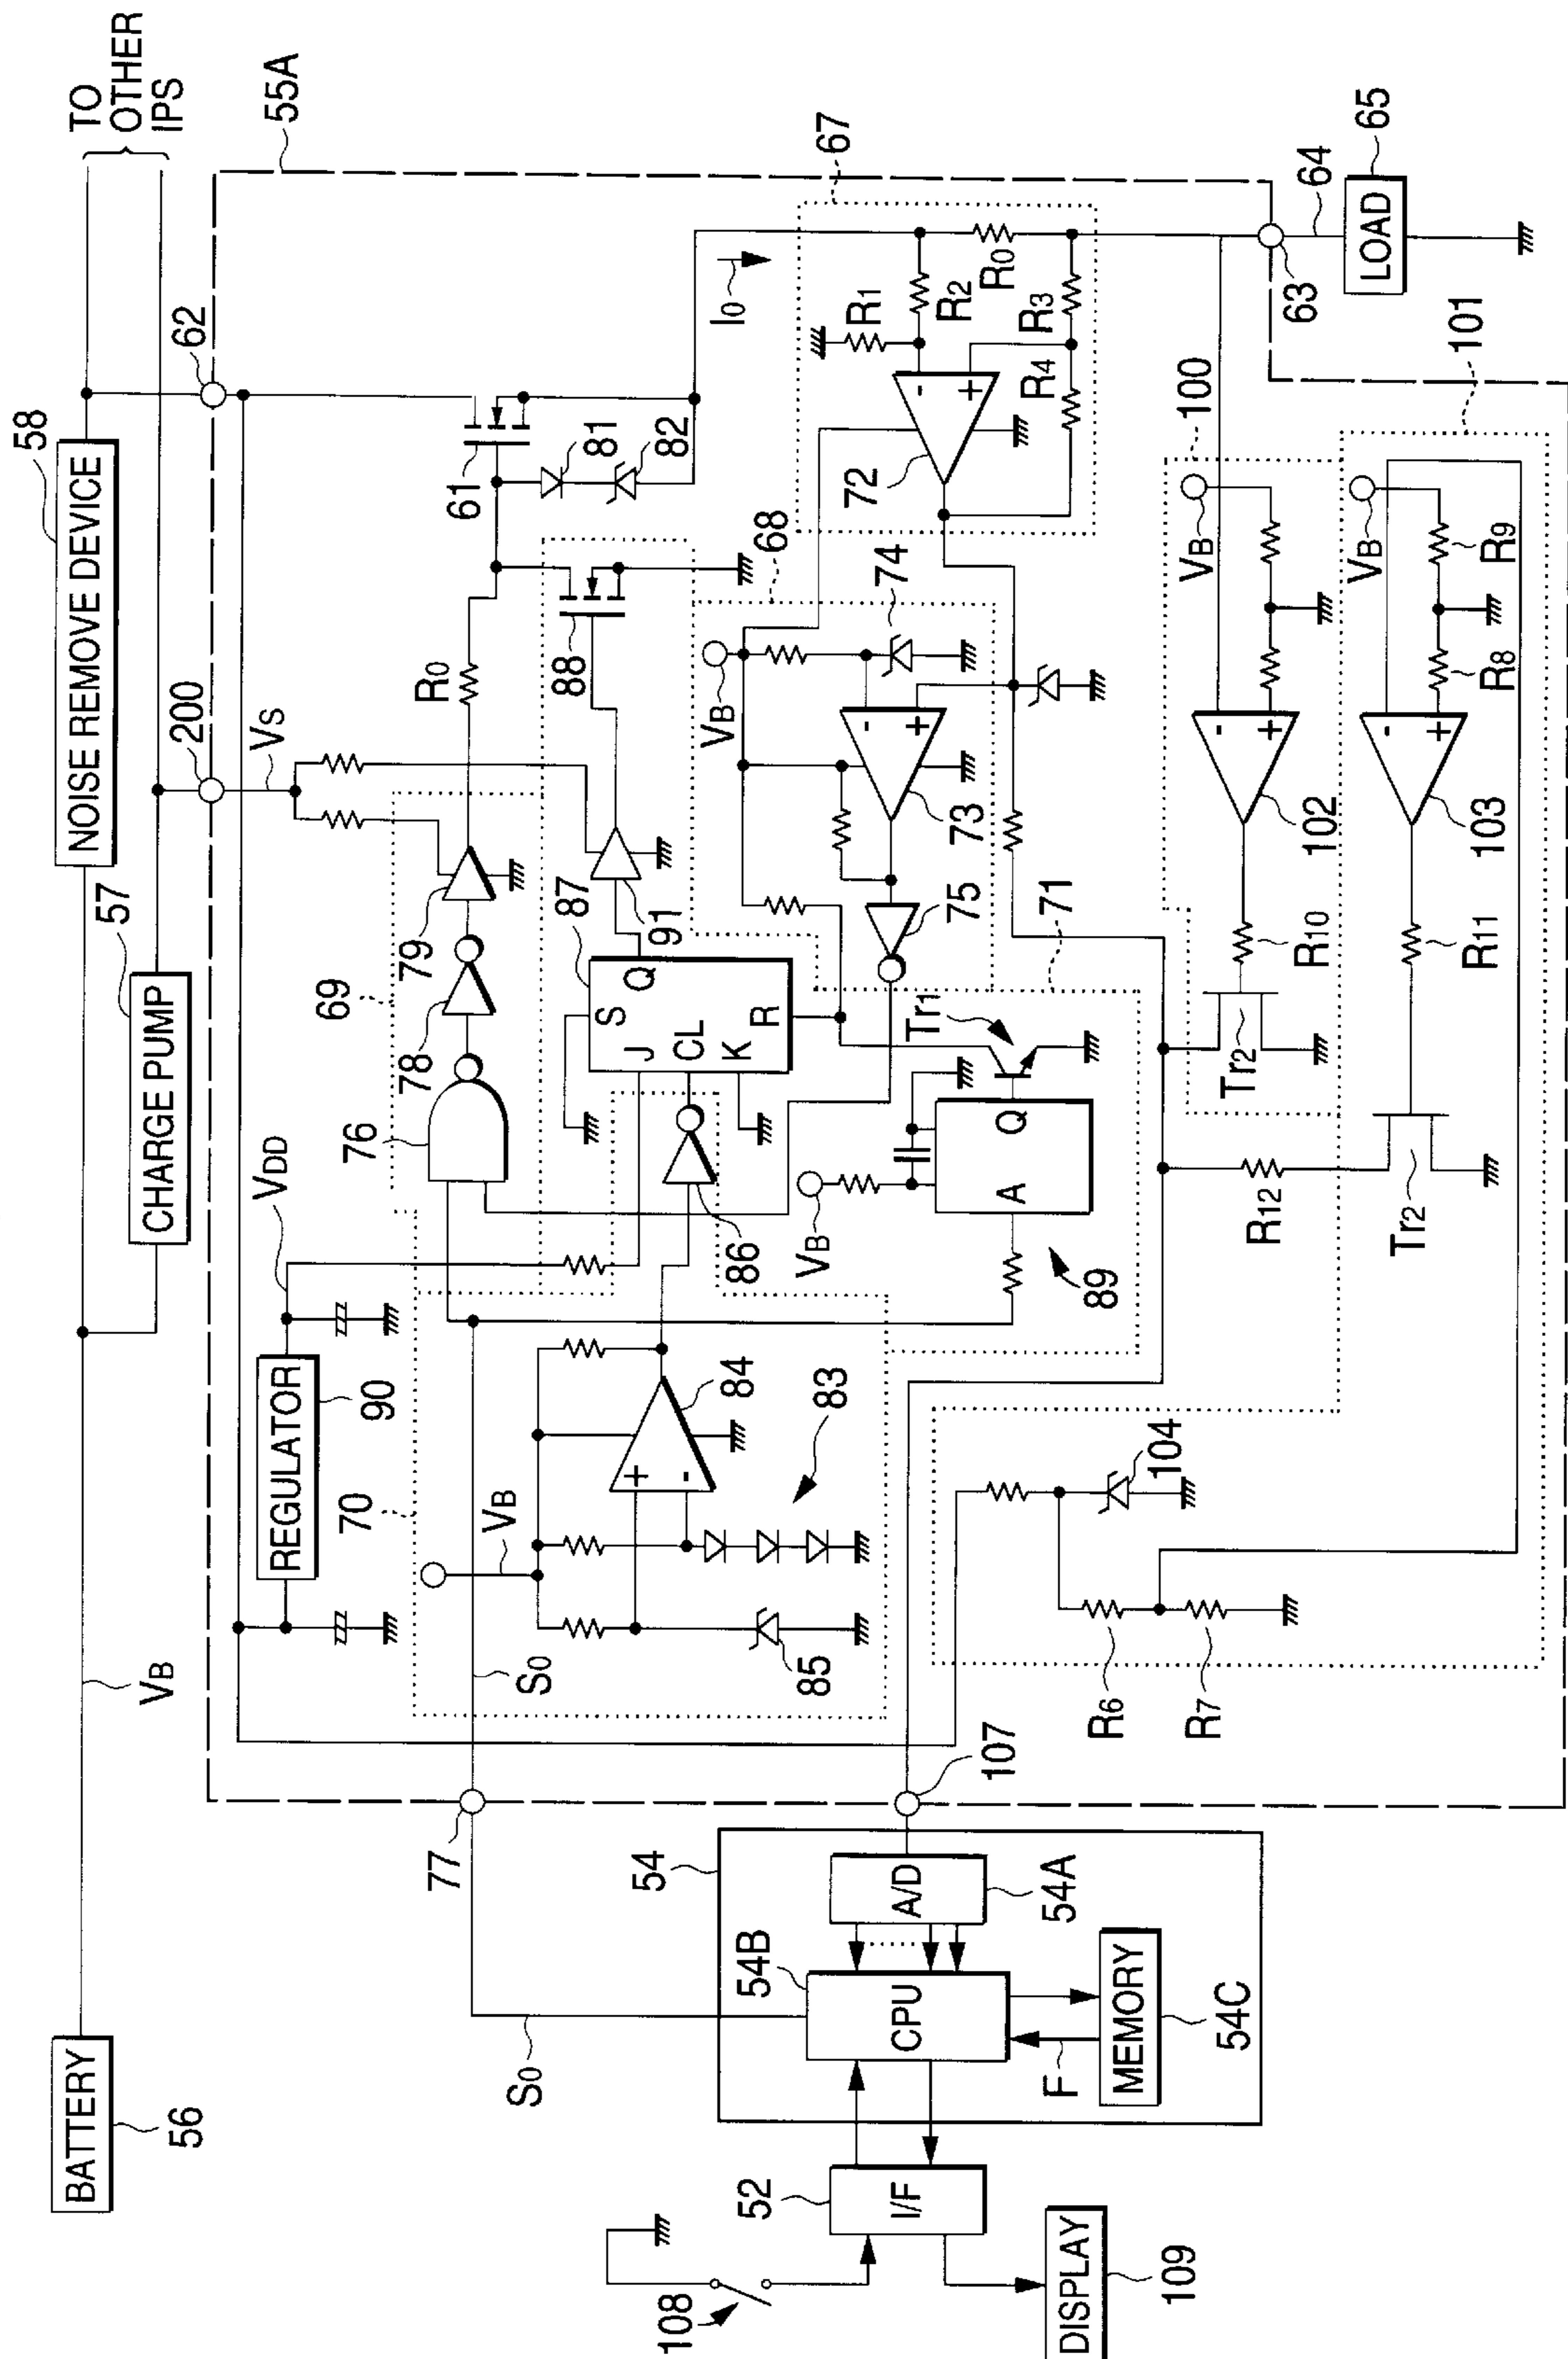 BATTERY
56
VB
NOISE REMOVE DEVICE
58
TO
OTHER
IPS
CHARGE PUMP
57
200
VS
62
55A
REGULATOR
90
VDD
70
VB
S0
85
+
-
84
83
86
76
69
78
79
R0
61
81
82
I0
87
S
J
CL
K
Q
R
91
88
VB
68
74
-
+
73
75
71
Tr1
VB
A
Q
89
67
R1
R2
R0
R3
R4
-
+
72
63
64
LOAD
65
100
VB
-
+
102
R10
Tr2
101
VB
R9
R8
-
+
103
R11
Tr2
R12
104
R6
R7
77
107
S0
54
54B
CPU
A/D
54A
F
MEMORY
54C
52
I/F
108
DISPLAY
109